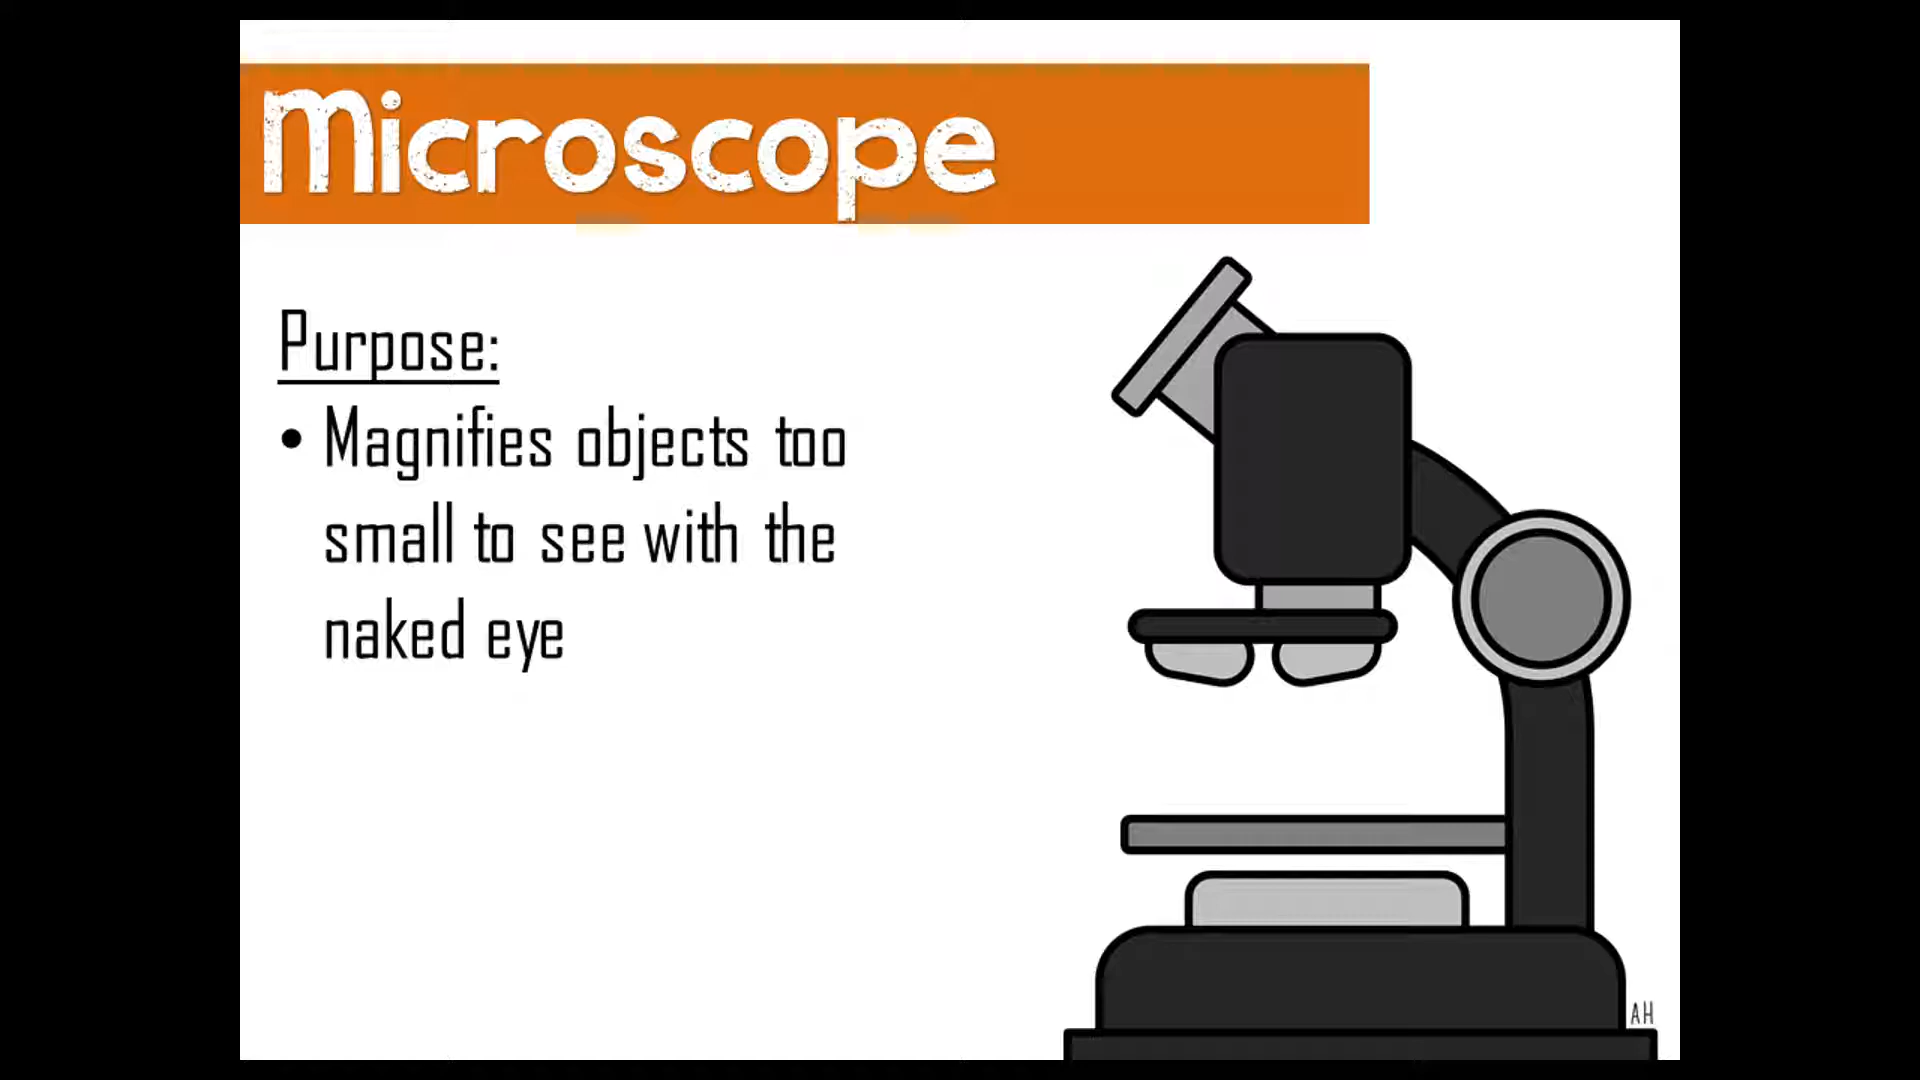 Microscope
Purpose:
• Magnifies objects too
small to see with the
naked eye
AH